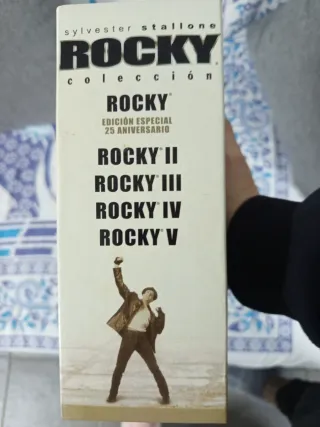 sylvester stallone
ROCKY®
colección
ROCKY®
EDICIÓN ESPECIAL
25 ANIVERSARIO
ROCKY® II
ROCKY® III
ROCKY® IV
ROCKY® V